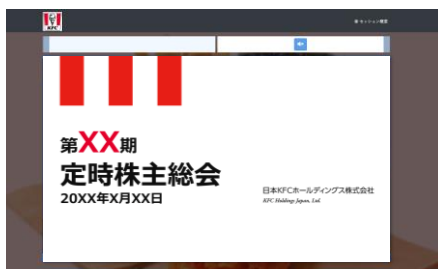 KFC
第XX期
定時株主総会
20XX年X月XX日
日本KFCホールディングス株式会社
KFC Holdings Japan, Ltd.